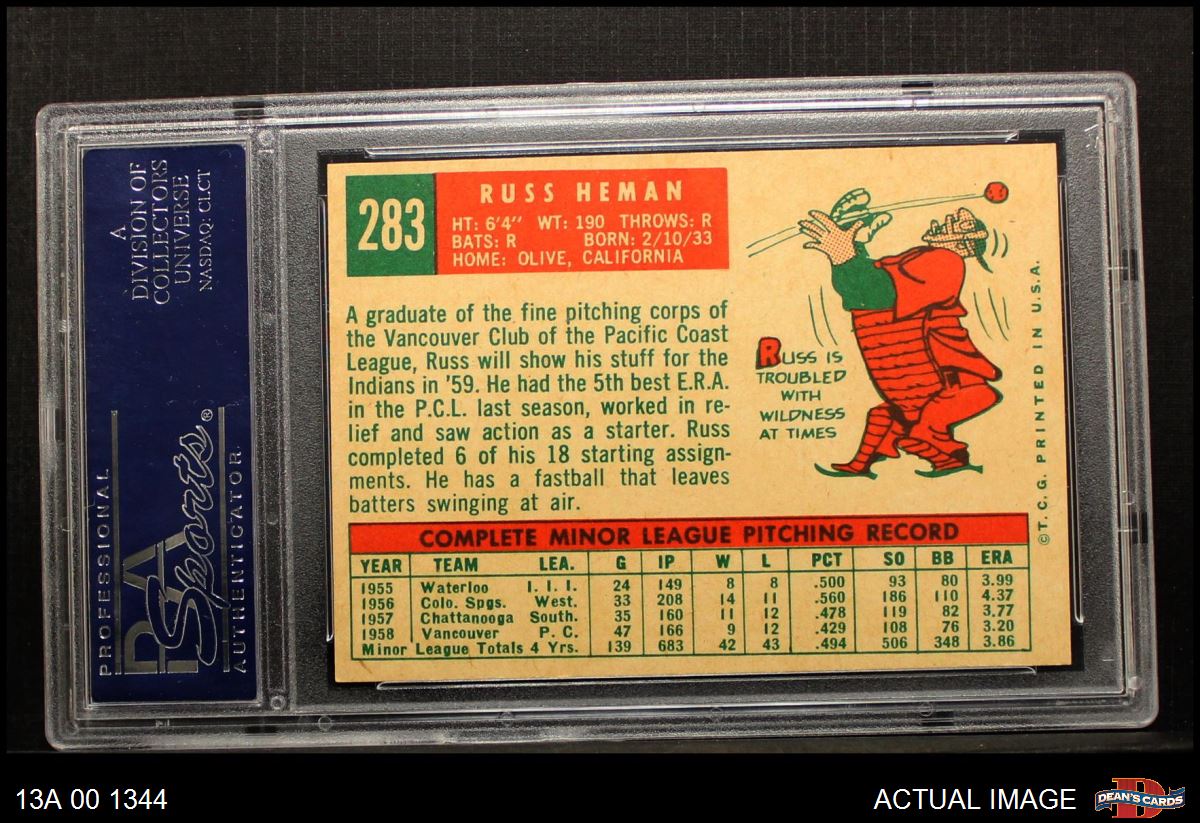 A
DIVISION OF
COLLECTORS
UNIVERSE
NASDAQ: CLCT
PROFESSIONAL
PSA
Sports®
AUTHENTICATOR
283
RUSS HEMAN
HT: 6'4" WT: 190 THROWS: R
BATS: R BORN: 2/10/33
HOME: OLIVE, CALIFORNIA
A graduate of the fine pitching corps of
the Vancouver Club of the Pacific Coast
League, Russ will show his stuff for the
Indians in '59. He had the 5th best E.R.A.
in the P.C.L. last season, worked in re-
lief and saw action as a starter. Russ
completed 6 of his 18 starting assign-
ments. He has a fastball that leaves
batters swinging at air.
RUSS IS
TROUBLED
WITH
WILDNESS
AT TIMES
©T. C. G. PRINTED IN U.S.A.
COMPLETE MINOR LEAGUE PITCHING RECORD
YEAR TEAM LEA. G IP W L PCT SO BB ERA
1955 Waterloo I. I. I. 24 149 8 8 .500 93 80 3.99
1956 Colo. Spgs. West. 33 208 14 11 .560 186 110 4.37
1957 Chattanooga South. 35 160 11 12 .478 119 82 3.77
1958 Vancouver P. C. 47 166 9 12 .429 108 76 3.20
Minor League Totals 4 Yrs. 139 683 42 43 .494 506 348 3.86
13A 00 1344
ACTUAL IMAGE
D
DEAN'S CARDS